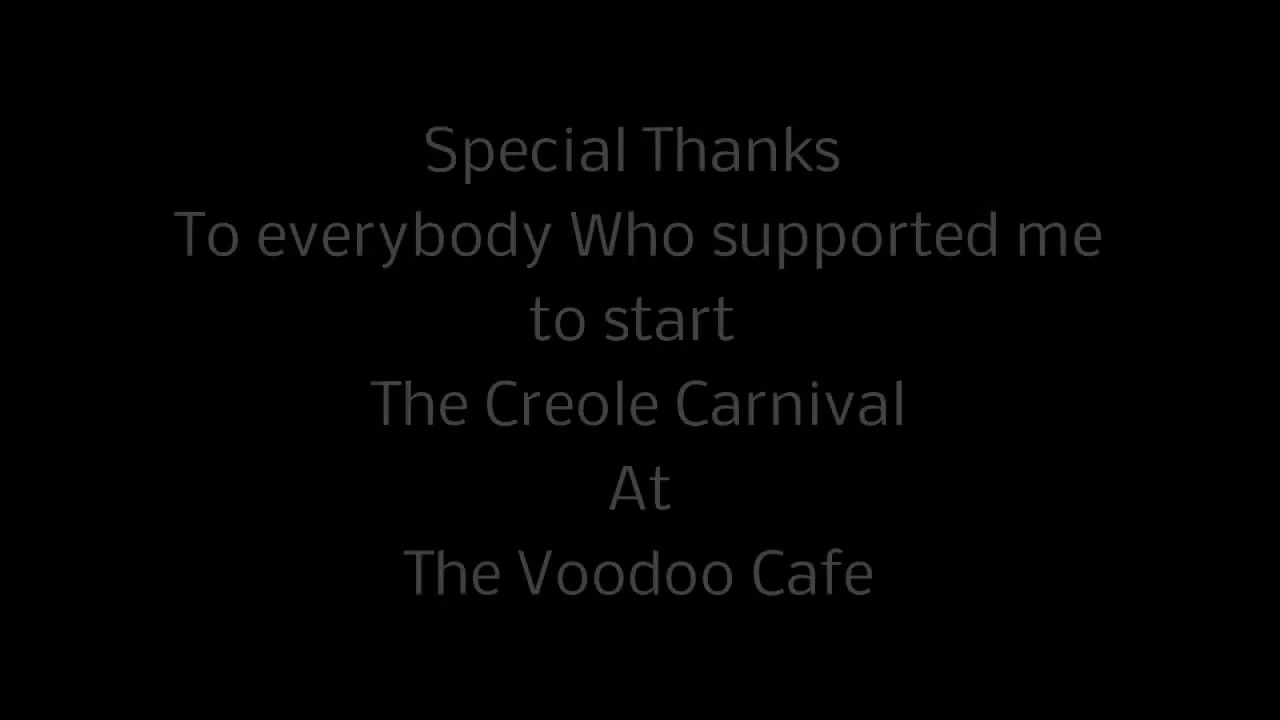 Special Thanks
To everybody Who supported me
to start
The Creole Carnival
At
The Voodoo Cafe